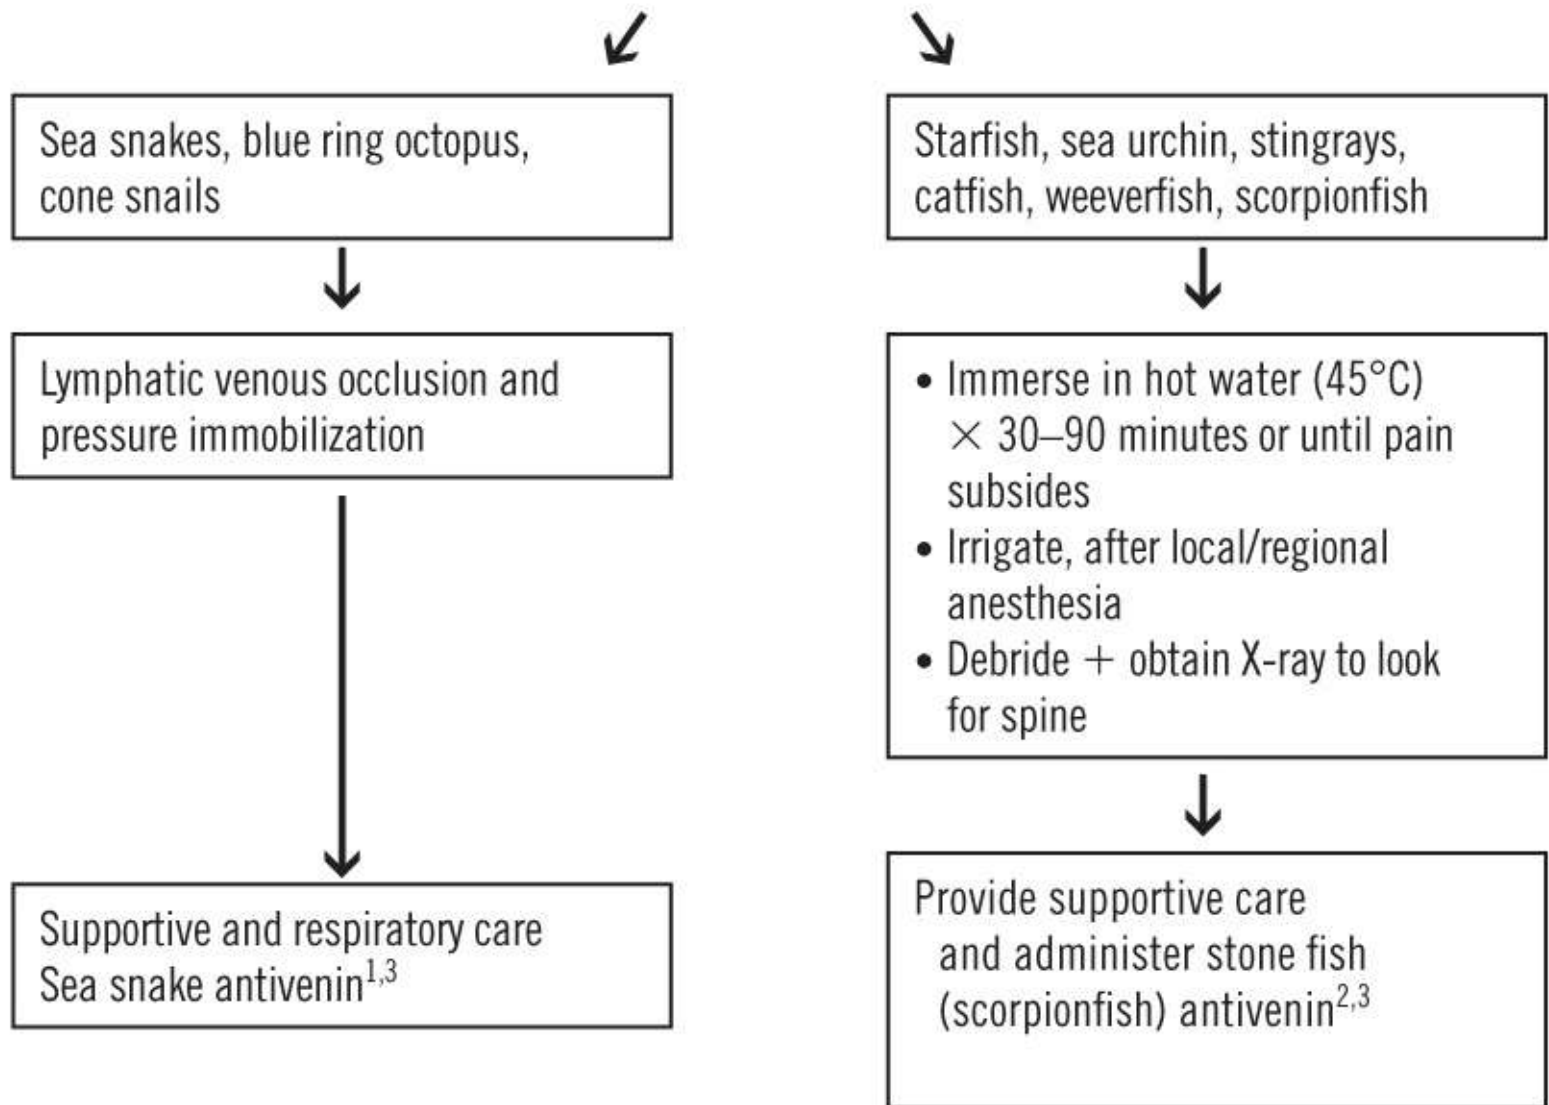 Sea snakes, blue ring octopus,
cone snails
Lymphatic venous occlusion and
pressure immobilization
Supportive and respiratory care
Sea snake antivenin1,3
Starfish, sea urchin, stingrays,
catfish, weeverfish, scorpionfish
• Immerse in hot water (45°C)
× 30–90 minutes or until pain
subsides
• Irrigate, after local/regional
anesthesia
• Debride + obtain X-ray to look
for spine
Provide supportive care
and administer stone fish
(scorpionfish) antivenin2,3